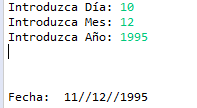 Introduzca Día: 10
Introduzca Mes: 12
Introduzca Año: 1995
Fecha: 11//12//1995